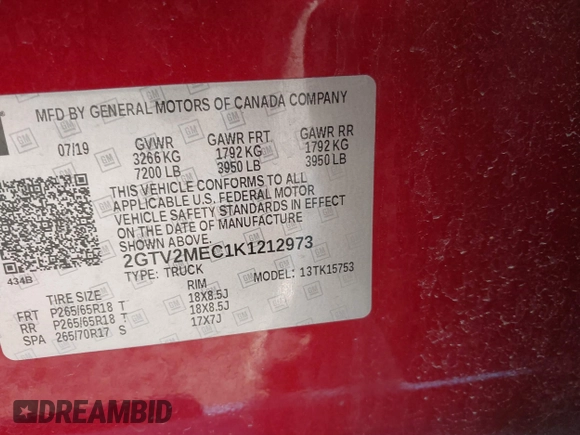 MFD BY GENERAL MOTORS OF CANADA COMPANY
07/19 GVWR GAWR FRT GAWR RR
3266 KG 1792 KG 1792 KG
7200 LB 3950 LB 3950 LB
THIS VEHICLE CONFORMS TO ALL
APPLICABLE U.S. FEDERAL MOTOR
VEHICLE SAFETY STANDARDS IN EFFECT
ON THE DATE OF MANUFACTURE
SHOWN ABOVE.
434B
2GTV2MEC1K1212973
TYPE: TRUCK MODEL: 13TK15753
TIRE SIZE RIM
FRT P265/65R18 T 18X8.5J
RR P265/65R18 T 18X8.5J
SPA 265/70R17 S 17X7J
GM
DREAMBID